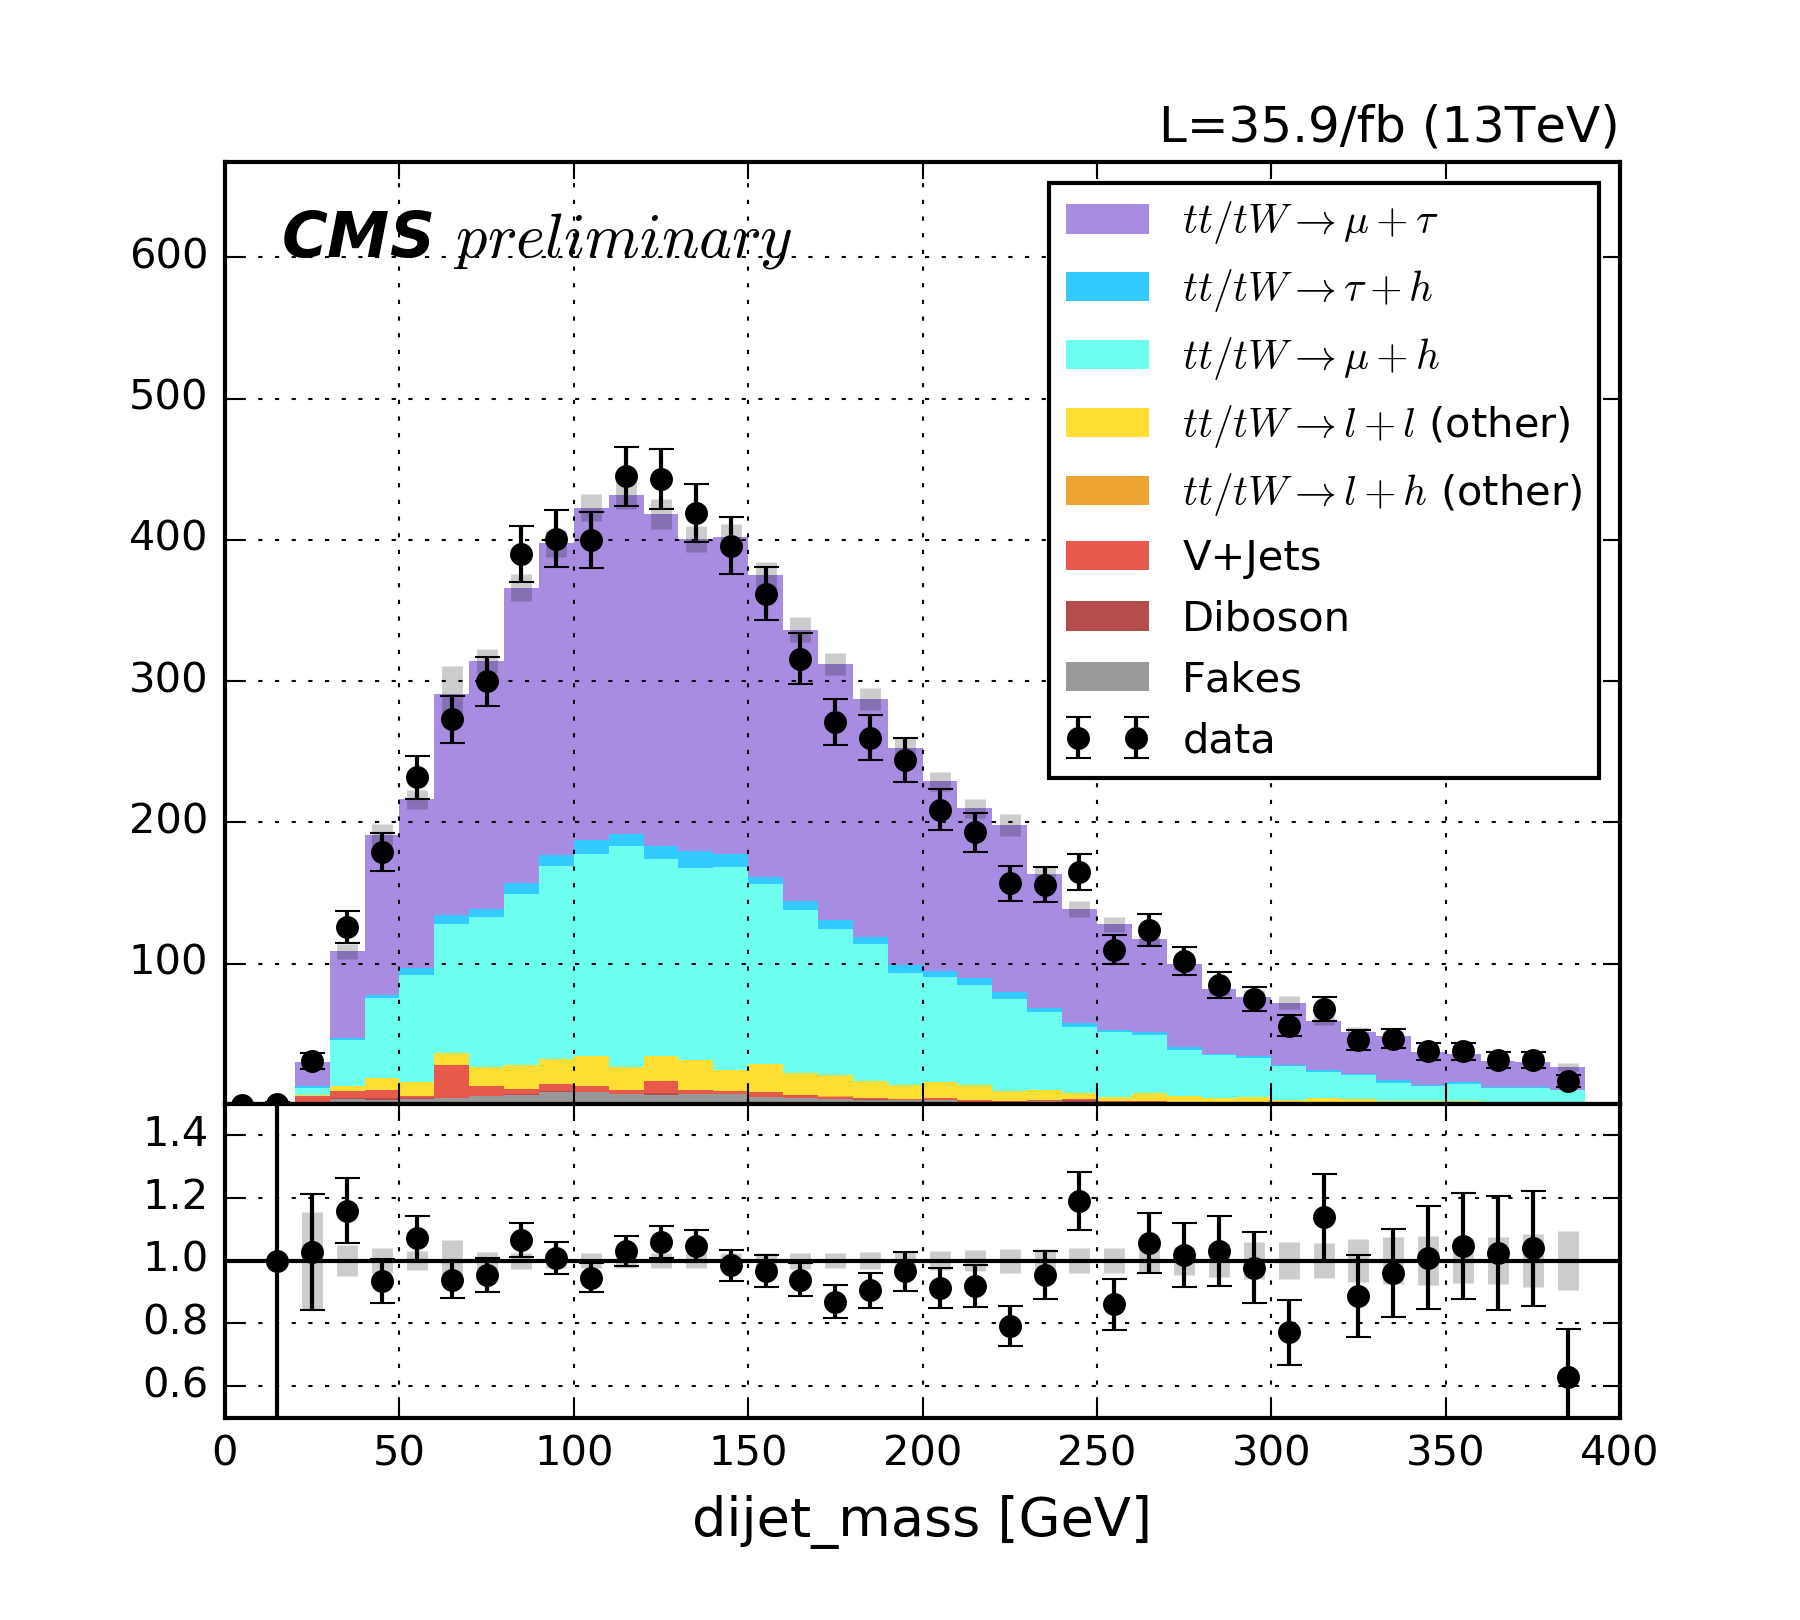 L=35.9/fb (13TeV)
CMS preliminary
tt/tW→μ+τ
tt/tW→τ+h
tt/tW→μ+h
tt/tW→l+l (other)
tt/tW→l+h (other)
V+Jets
Diboson
Fakes
data
600
500
400
300
200
100
1.4
1.2
1.0
0.8
0.6
0 50 100 150 200 250 300 350 400
dijet_mass [GeV]